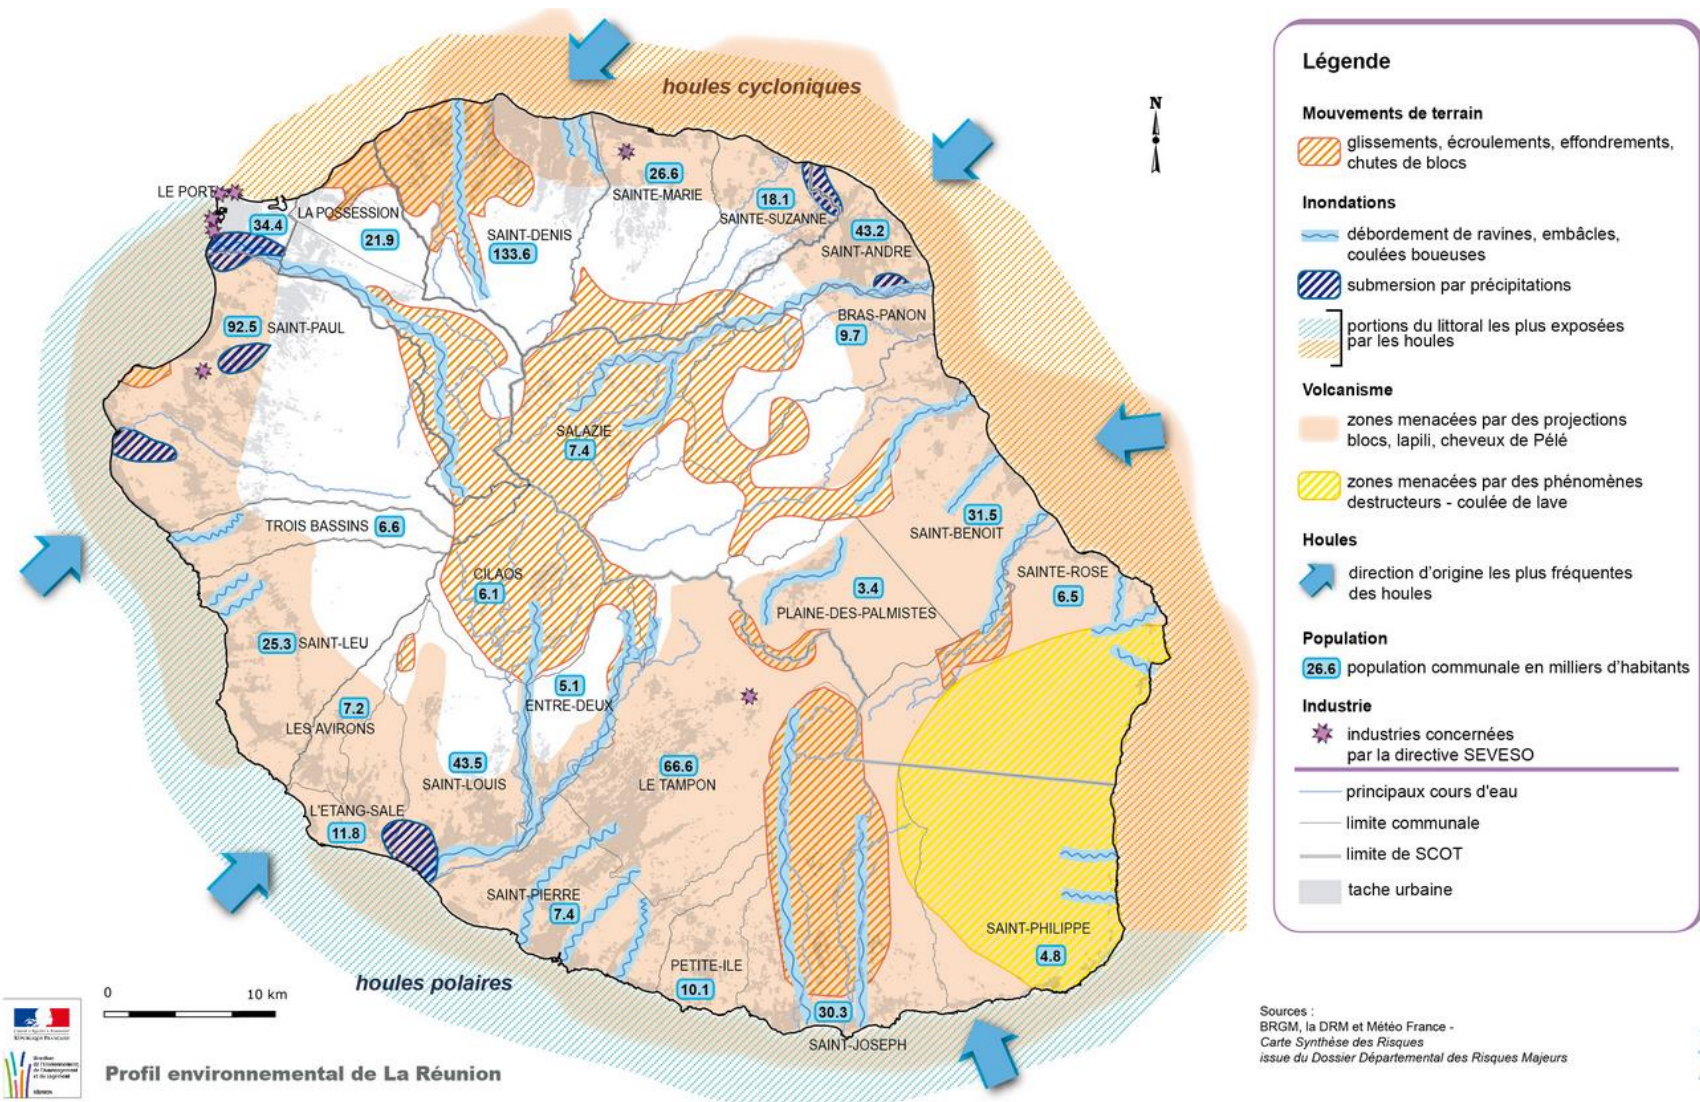 houles cycloniques
N
LE PORT
34.4
LA POSSESSION
21.9
SAINT-DENIS
133.6
26.6
SAINTE-MARIE
18.1
SAINTE-SUZANNE
43.2
SAINT-ANDRE
92.5
SAINT-PAUL
BRAS-PANON
9.7
SALAZIE
7.4
TROIS BASSINS
6.6
31.5
SAINT-BENOIT
CILAOS
6.1
3.4
PLAINE-DES-PALMISTES
SAINTE-ROSE
6.5
25.3
SAINT-LEU
5.1
ENTRE-DEUX
7.2
LES AVIRONS
43.5
SAINT-LOUIS
66.6
LE TAMPON
L'ETANG-SALE
11.8
SAINT-PIERRE
7.4
SAINT-PHILIPPE
4.8
PETITE-ILE
10.1
30.3
SAINT-JOSEPH
houles polaires
0
10 km
Profil environnemental de La Réunion
Légende
Mouvements de terrain
glissements, écroulements, effondrements,
chutes de blocs
Inondations
débordement de ravines, embâcles,
coulées boueuses
submersion par précipitations
portions du littoral les plus exposées
par les houles
Volcanisme
zones menacées par des projections
blocs, lapili, cheveux de Pélé
zones menacées par des phénomènes
destructeurs - coulée de lave
Houles
direction d'origine les plus fréquentes
des houles
Population
26.6 population communale en milliers d'habitants
Industrie
industries concernées
par la directive SEVESO
principaux cours d'eau
limite communale
limite de SCOT
tache urbaine
Sources :
BRGM, la DRM et Météo France -
Carte Synthèse des Risques
issue du Dossier Départemental des Risques Majeurs